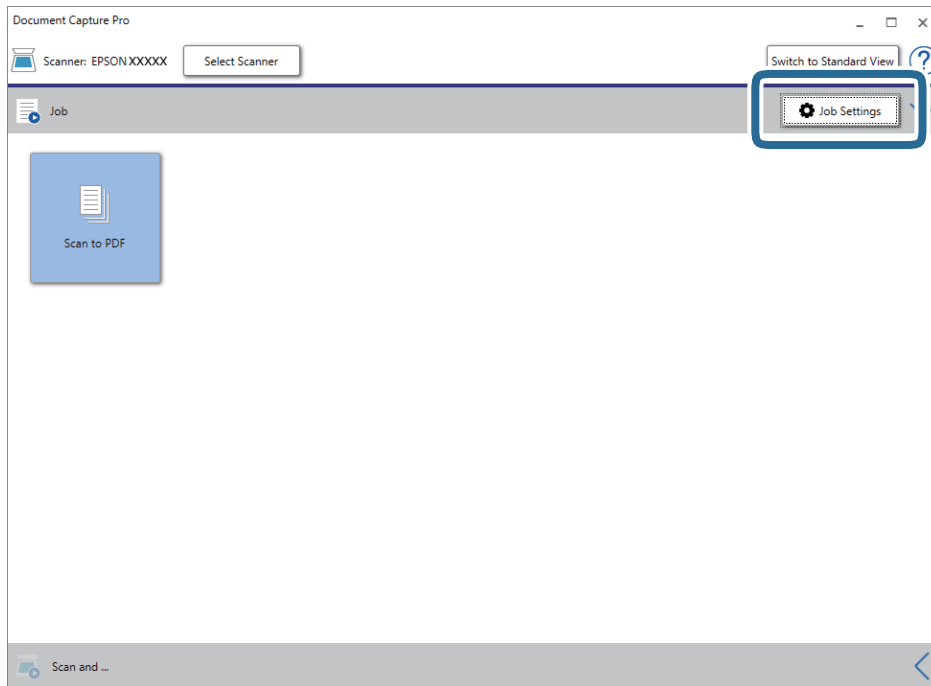 Document Capture Pro
Scanner: EPSON XXXXX
Select Scanner
Switch to Standard View
?
Job
Job Settings
Scan to PDF
Scan and ...